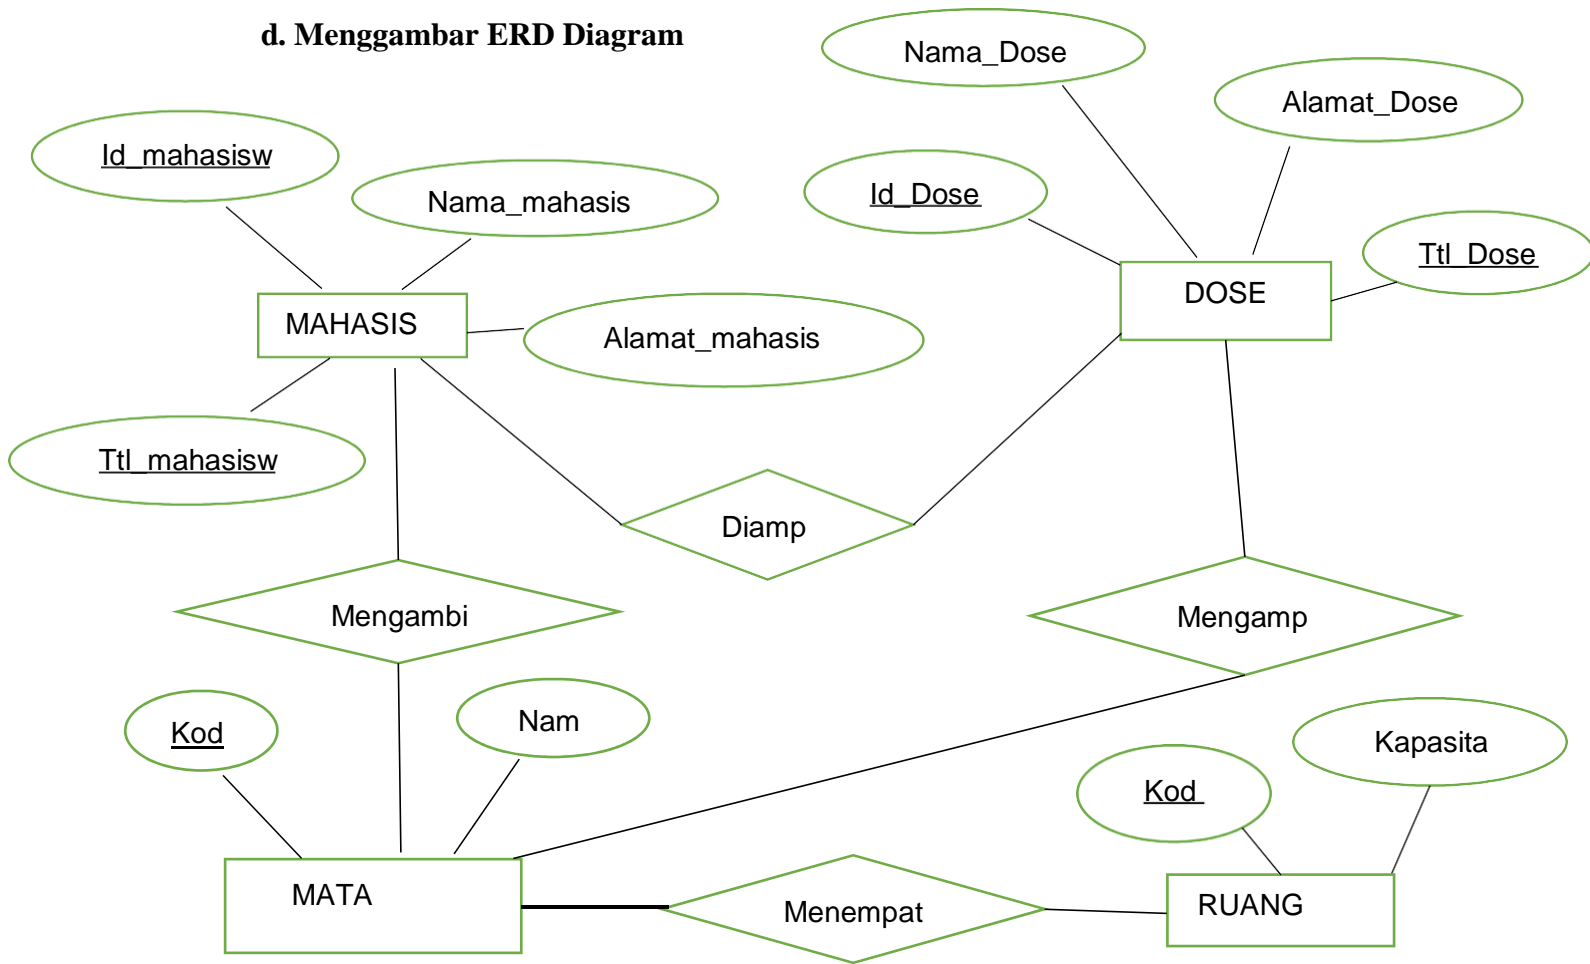 d. Menggambar ERD Diagram
Nama_Dose
Alamat_Dose
Id_mahasisw
Nama_mahasis
Id_Dose
Ttl_Dose
MAHASIS
DOSE
Alamat_mahasis
Ttl_mahasisw
Diamp
Mengambi
Mengamp
Kod
Nam
Kod
Kapasita
MATA
Menempat
RUANG